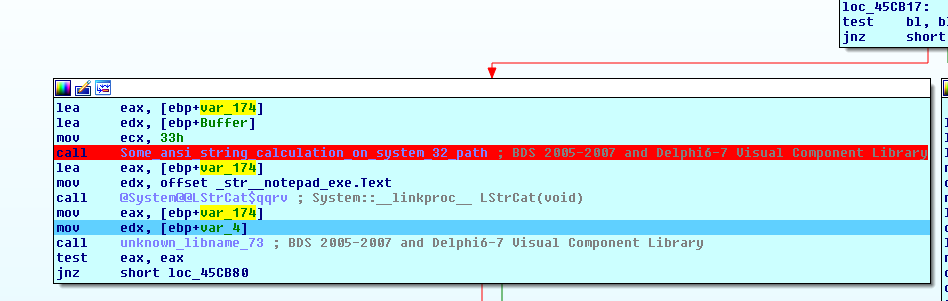 loc_45CB17:
test bl, b
jnz short
lea eax, [ebp+var_174]
lea edx, [ebp+Buffer]
mov ecx, 33h
call Some_ansi_string_calculation_on_system_32_path ; BDS 2005-2007 and Delphi6-7 Visual Component Library
lea eax, [ebp+var_174]
mov edx, offset _str__notepad_exe.Text
call @System@@LStrCat$qqrv ; System::__linkproc__ LStrCat(void)
mov eax, [ebp+var_174]
mov edx, [ebp+var_4]
call unknown_libname_73 ; BDS 2005-2007 and Delphi6-7 Visual Component Library
test eax, eax
jnz short loc_45CB80